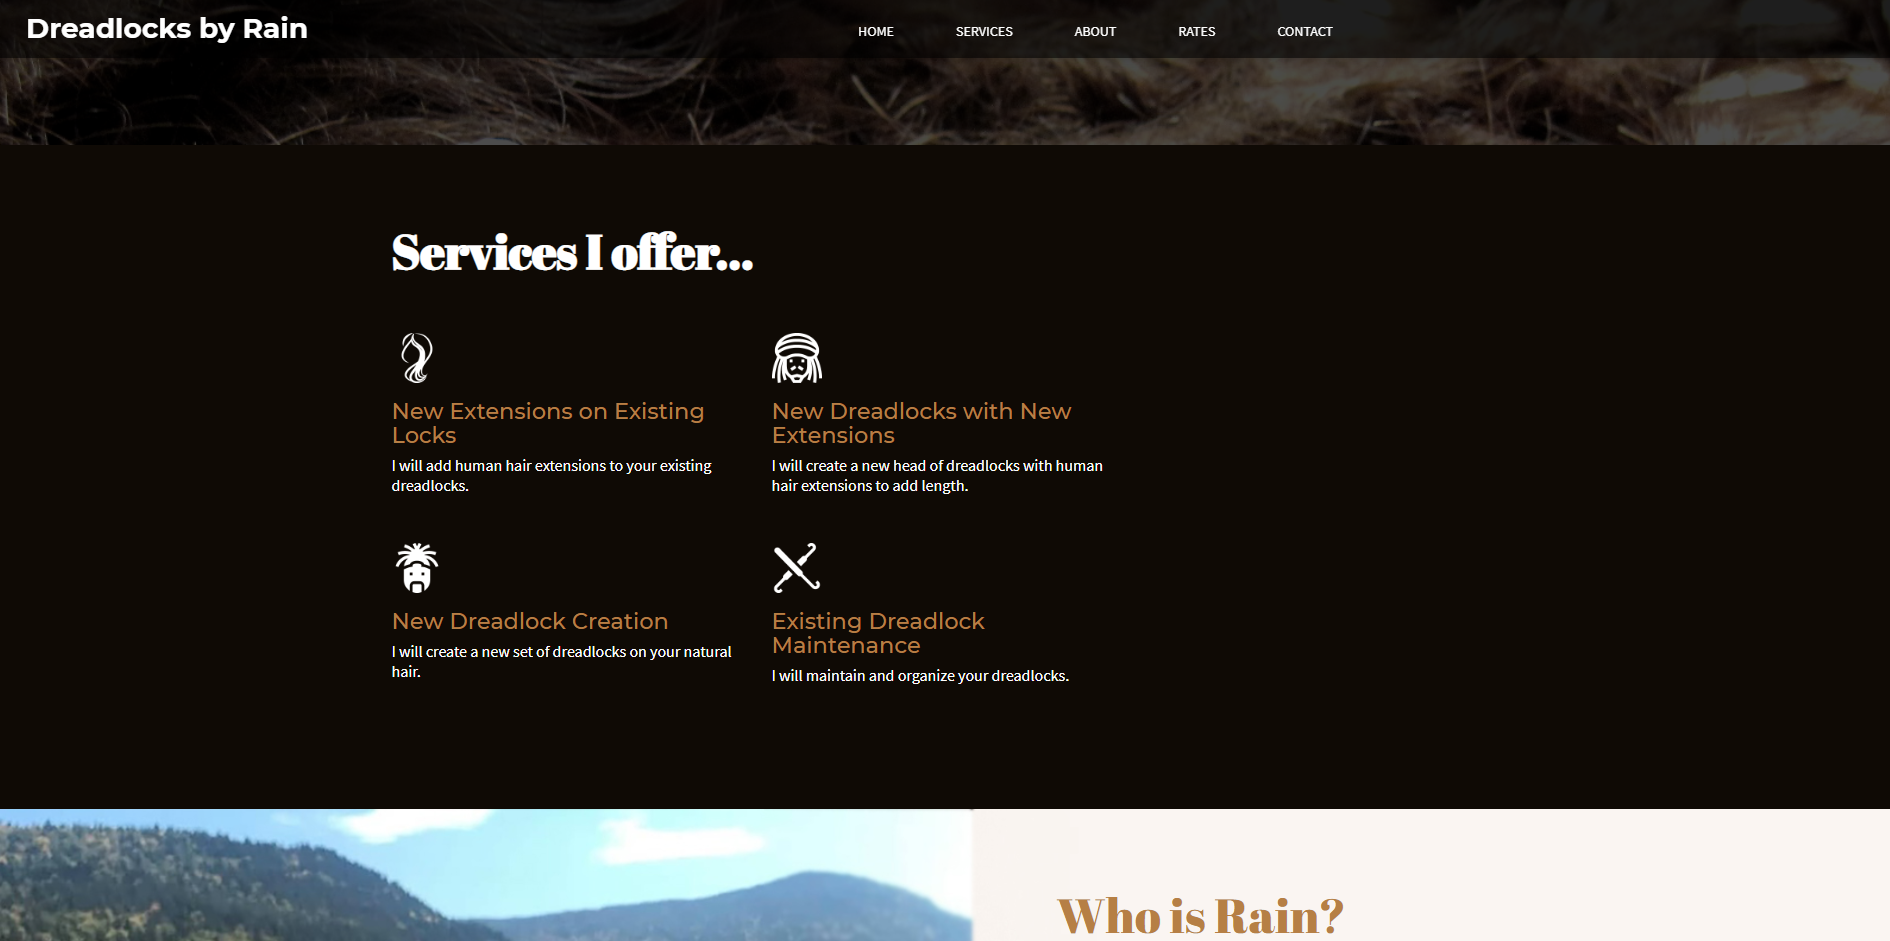 Dreadlocks by Rain
HOME SERVICES ABOUT RATES CONTACT
Services I offer...
New Extensions on Existing
Locks
I will add human hair extensions to your existing
dreadlocks.
New Dreadlocks with New
Extensions
I will create a new head of dreadlocks with human
hair extensions to add length.
New Dreadlock Creation
I will create a new set of dreadlocks on your natural
hair.
Existing Dreadlock
Maintenance
I will maintain and organize your dreadlocks.
Who is Rain?